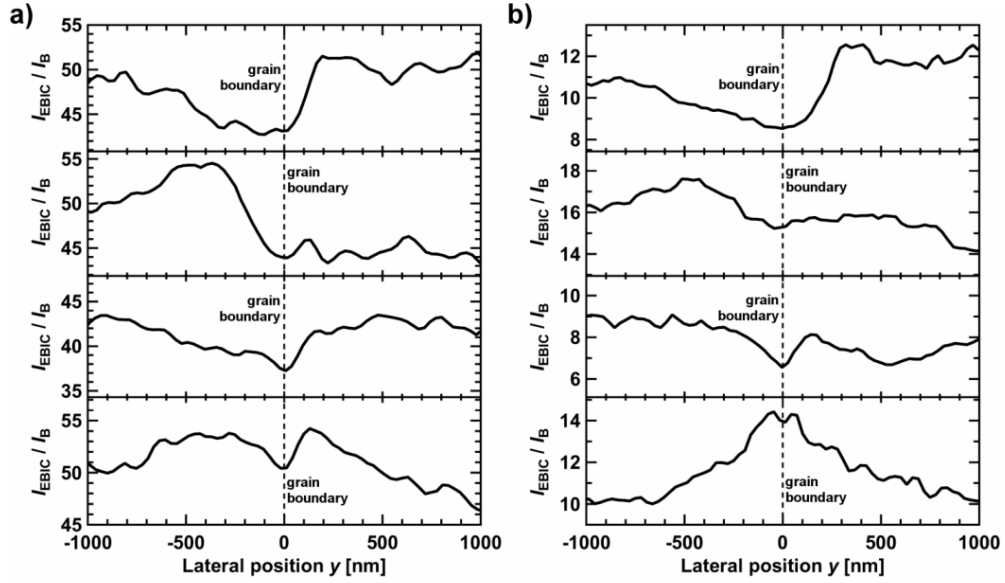 a)
I_EBIC / I_B
55
50
45
grain
boundary
I_EBIC / I_B
55
50
45
grain
boundary
I_EBIC / I_B
45
40
35
grain
boundary
I_EBIC / I_B
55
50
45
grain
boundary
-1000 -500 0 500 1000
Lateral position y [nm]
b)
I_EBIC / I_B
12
10
8
grain
boundary
I_EBIC / I_B
18
16
14
grain
boundary
I_EBIC / I_B
10
8
6
grain
boundary
I_EBIC / I_B
14
12
10
grain
boundary
-1000 -500 0 500 1000
Lateral position y [nm]